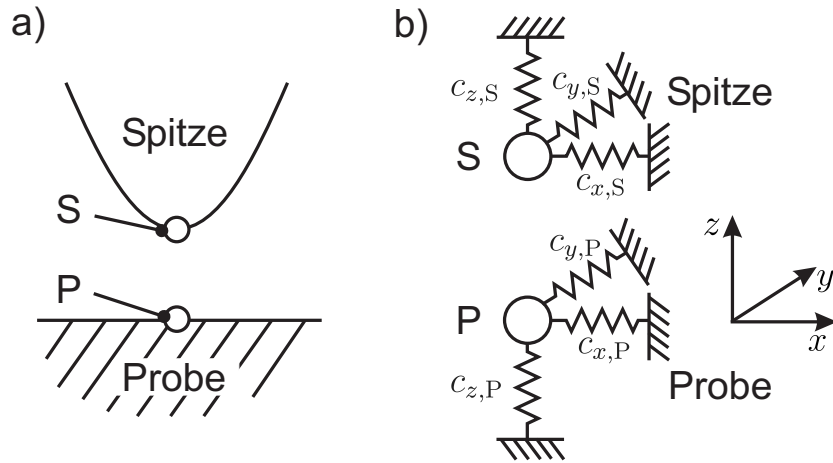 a)
Spitze
S
P
Probe
b)
c_{z,S}
c_{y,S}
Spitze
S
c_{x,S}
c_{y,P}
P
c_{x,P}
c_{z,P}
Probe
z
y
x